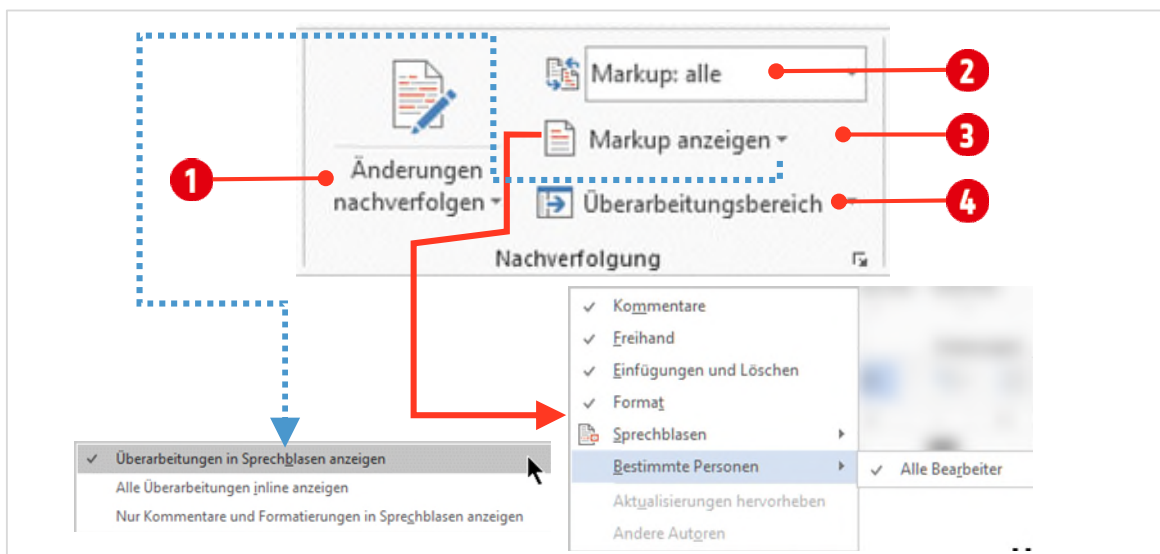 Markup: alle
2
Markup anzeigen
3
1
Änderungen
nachverfolgen
Überarbeitungsbereich
4
Nachverfolgung
Kommentare
Freihand
Einfügungen und Löschen
Format
Sprechblasen
Bestimmte Personen
Alle Bearbeiter
Aktualisierungen hervorheben
Andere Autoren
Überarbeitungen in Sprechblasen anzeigen
Alle Überarbeitungen inline anzeigen
Nur Kommentare und Formatierungen in Sprechblasen anzeigen